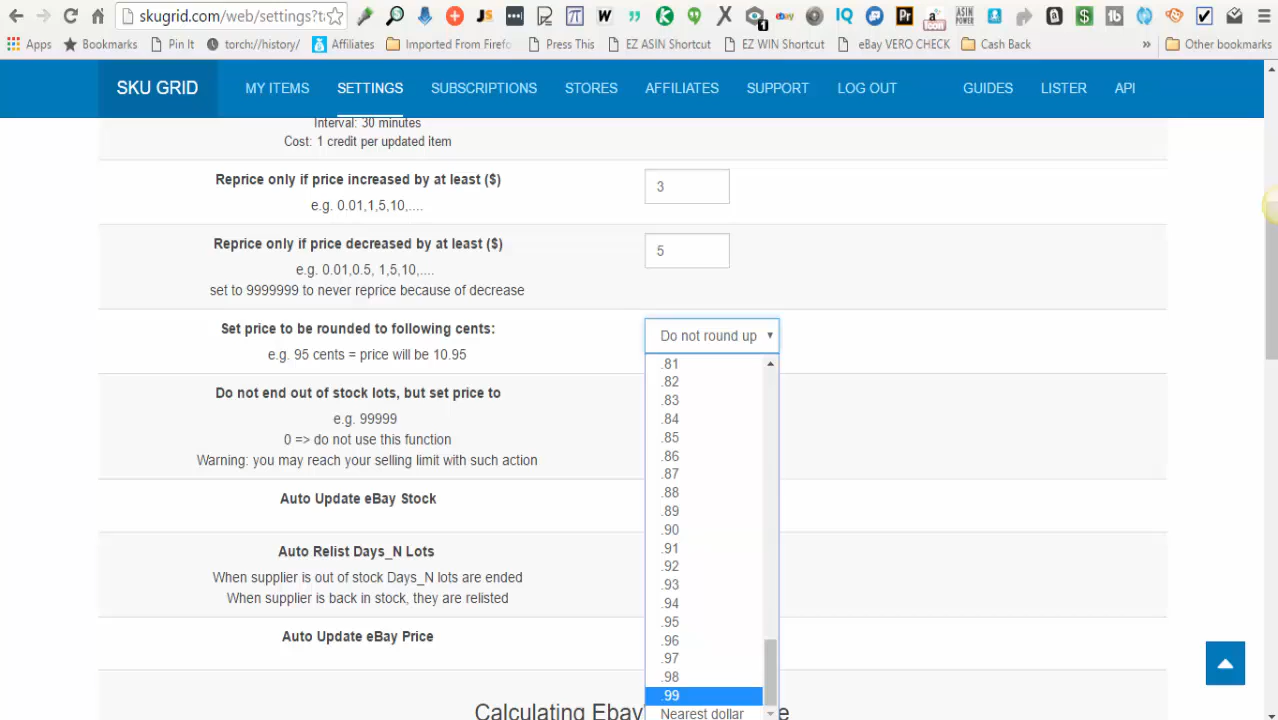 skugrid.com/web/settings?t
Apps Bookmarks Pin It torch://history/ Affiliates Imported From Firefo Press This EZ ASIN Shortcut EZ WIN Shortcut eBay VERO CHECK Cash Back » Other bookmarks
SKU GRID MY ITEMS SETTINGS SUBSCRIPTIONS STORES AFFILIATES SUPPORT LOG OUT GUIDES LISTER API
Interval: 30 minutes
Cost: 1 credit per updated item
Reprice only if price increased by at least ($)
3
e.g. 0.01,1,5,10,....
Reprice only if price decreased by at least ($)
5
e.g. 0.01,0.5, 1,5,10,....
set to 9999999 to never reprice because of decrease
Set price to be rounded to following cents:
Do not round up
e.g. 95 cents = price will be 10.95
Do not end out of stock lots, but set price to
e.g. 99999
0 => do not use this function
Warning: you may reach your selling limit with such action
Auto Update eBay Stock
Auto Relist Days_N Lots
When supplier is out of stock Days_N lots are ended
When supplier is back in stock, they are relisted
Auto Update eBay Price
.81
.82
.83
.84
.85
.86
.87
.88
.89
.90
.91
.92
.93
.94
.95
.96
.97
.98
.99
Nearest dollar
Calculating Ebay